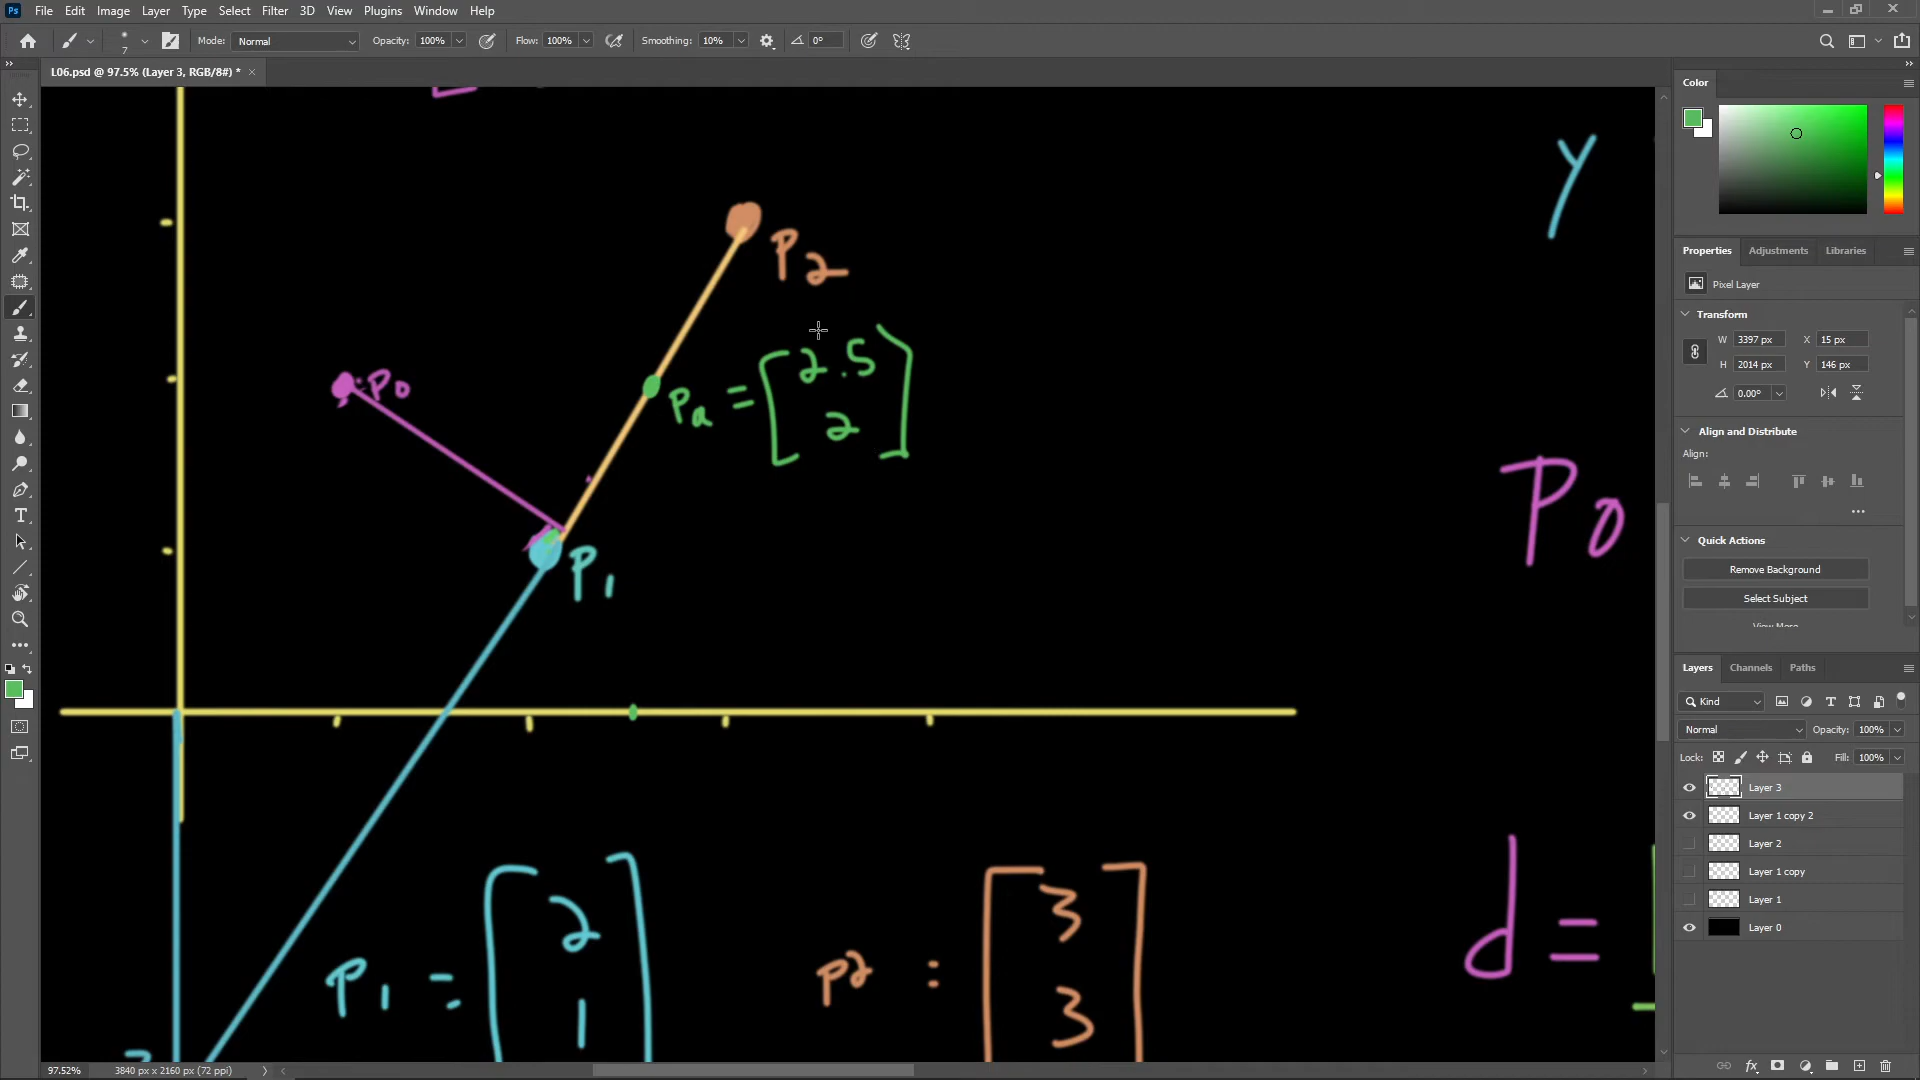 Ps File Edit Image Layer Type Select Filter 3D View Plugins Window Help
7 Mode: Normal Opacity: 100% Flow: 100% Smoothing: 10% 0°
L06.psd @ 97.5% (Layer 3, RGB/8#) *
Color
Y
P2
Properties Adjustments Libraries
Pixel Layer
Transform
W 3397 px X 15 px
H 2014 px Y 146 px
0.00°
2.5
P0
Pa =
2
Align and Distribute
Align:
P0
Quick Actions
Remove Background
Select Subject
View More
P1
Layers Channels Paths
Kind
Normal Opacity: 100%
Lock: Fill: 100%
Layer 3
Layer 1 copy 2
Layer 2
Layer 1 copy
Layer 1
Layer 0
2 3
d =
P1 = P2 =
1 3
97.52% 3840 px x 2160 px (72 ppi)